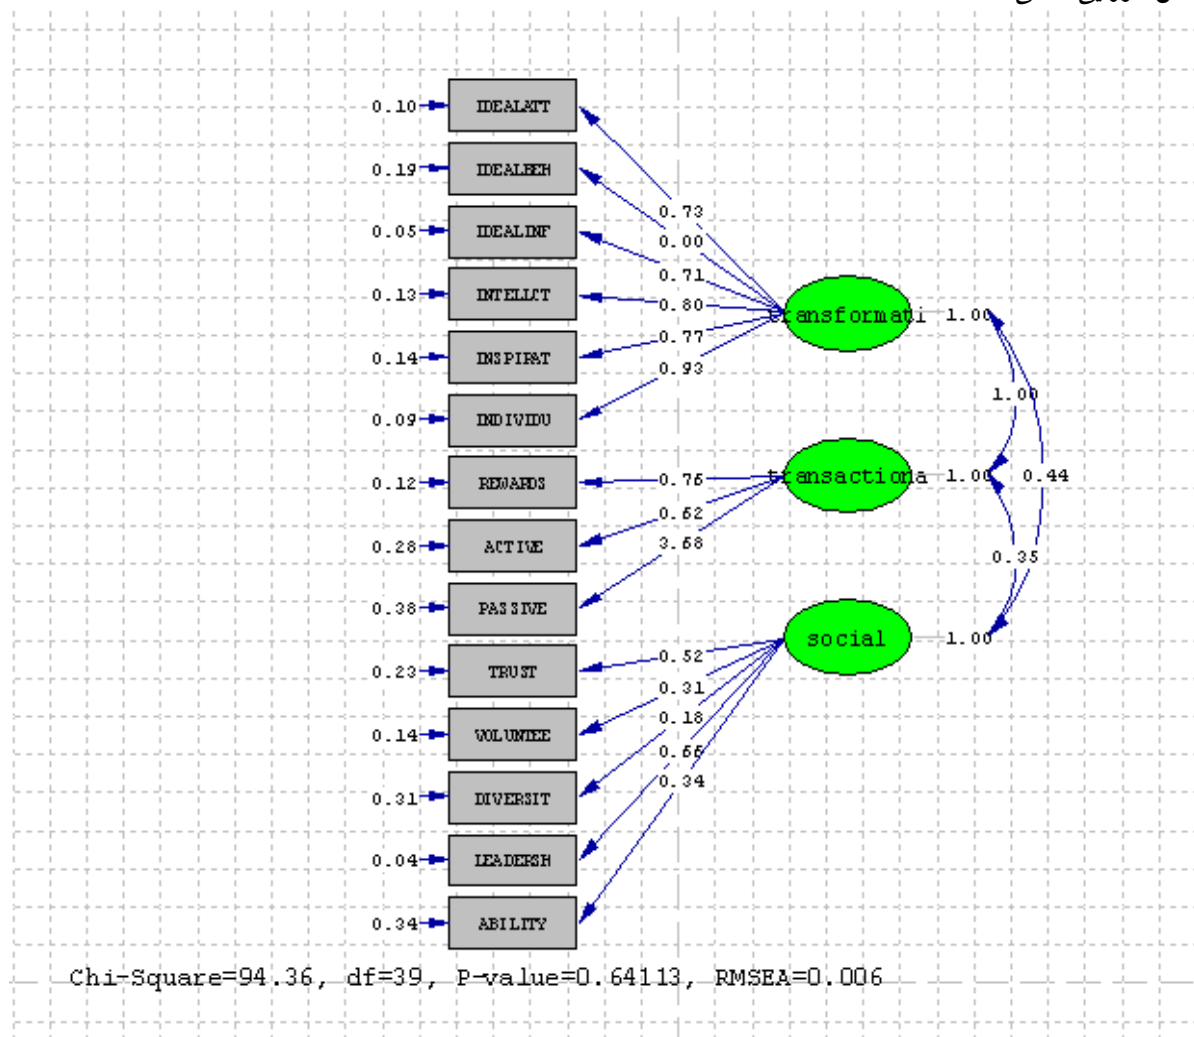 0.10 IDEALATT
0.19 IDEALBEH
0.73
0.05 IDEALINF
0.00
0.71
0.13 INTELLCT
0.80
transformati 1.00
0.14 INSPIRAT
0.77
0.93
1.00
0.09 INDIVIDU
0.12 REWARDS
0.76
transactiona 1.00
0.44
0.28 ACTIVE
0.62
3.68
0.35
0.38 PASSIVE
social 1.00
0.23 TRUST
0.52
0.31
0.14 VOLUNTEE
0.18
0.66
0.31 DIVERSIT
0.34
0.04 LEADERSH
0.34 ABILITY
Chi-Square=94.36, df=39, P-value=0.64113, RMSEA=0.006